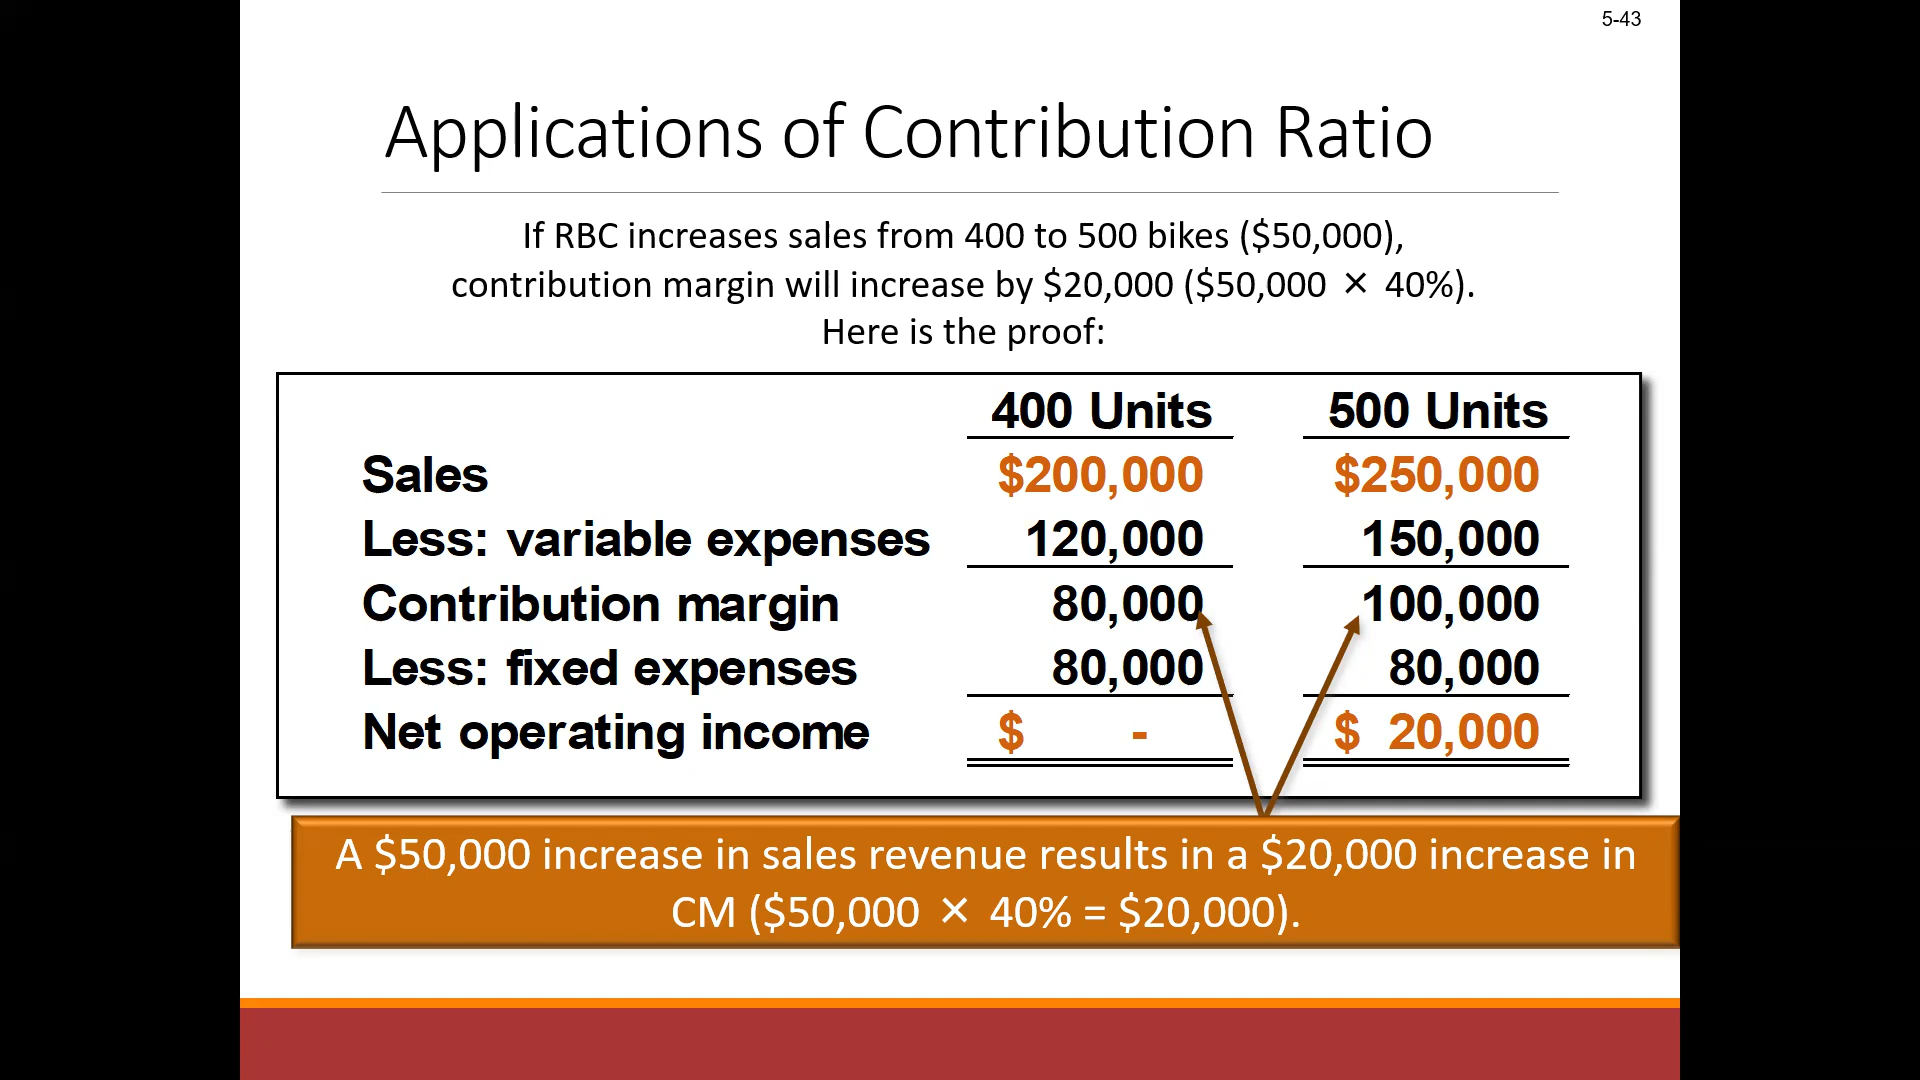 5-43
Applications of Contribution Ratio
If RBC increases sales from 400 to 500 bikes ($50,000),
contribution margin will increase by $20,000 ($50,000 × 40%).
Here is the proof:
400 Units 500 Units
Sales $200,000 $250,000
Less: variable expenses 120,000 150,000
Contribution margin 80,000 100,000
Less: fixed expenses 80,000 80,000
Net operating income $ - $ 20,000
A $50,000 increase in sales revenue results in a $20,000 increase in
CM ($50,000 × 40% = $20,000).